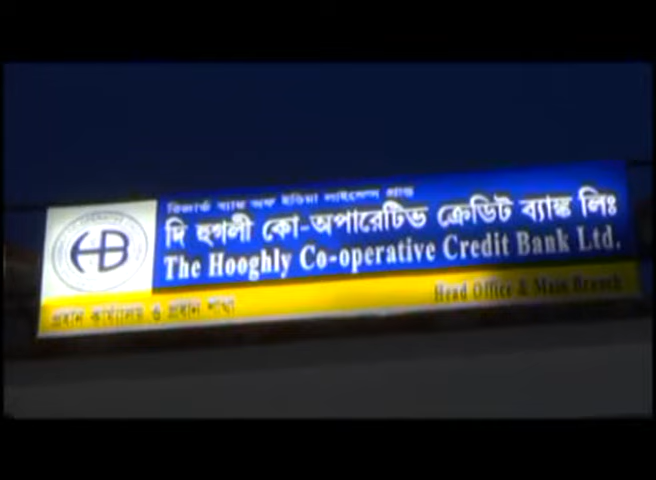 রিজার্ভ ব্যাঙ্ক অফ ইন্ডিয়া লাইসেন্স প্রাপ্ত
দি হুগলী কো-অপারেটিভ ক্রেডিট ব্যাঙ্ক লিঃ
The Hooghly Co-operative Credit Bank Ltd.
HB
Head Office & Main Branch
প্রধান কার্য্যালয় ও প্রধান শাখা